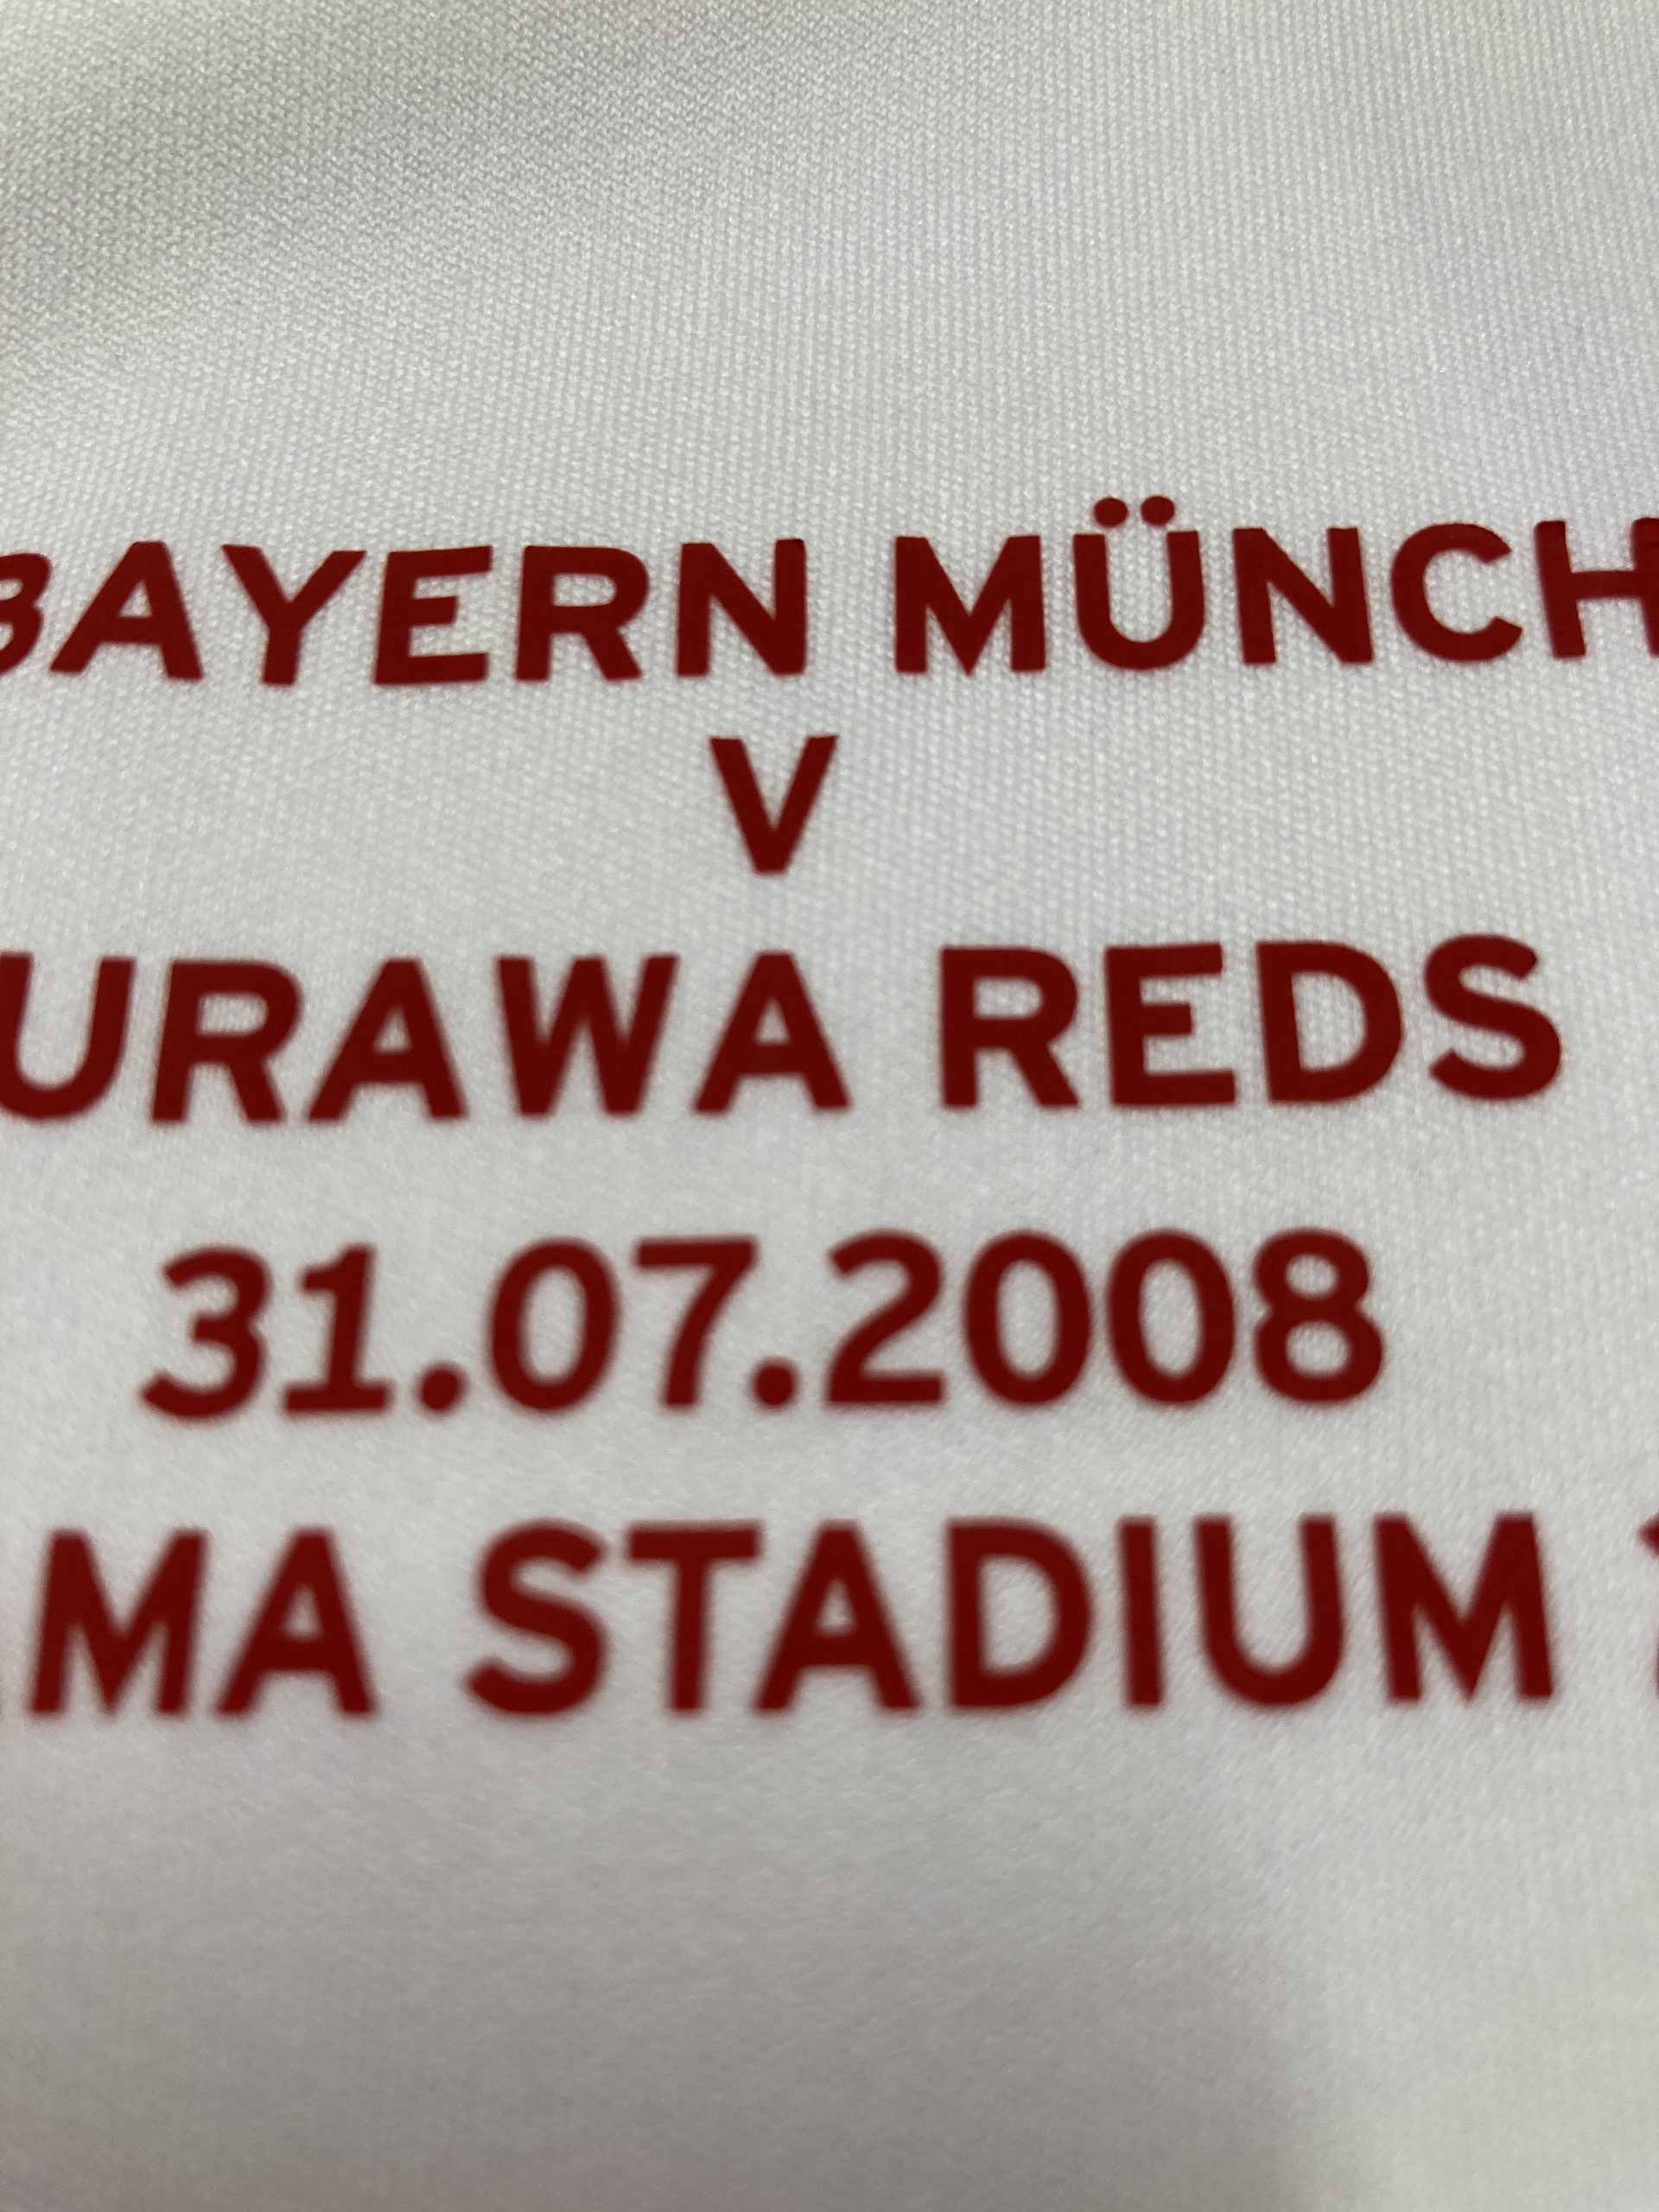 BAYERN MÜNCH
V
URAWA REDS
31.07.2008
MA STADIUM